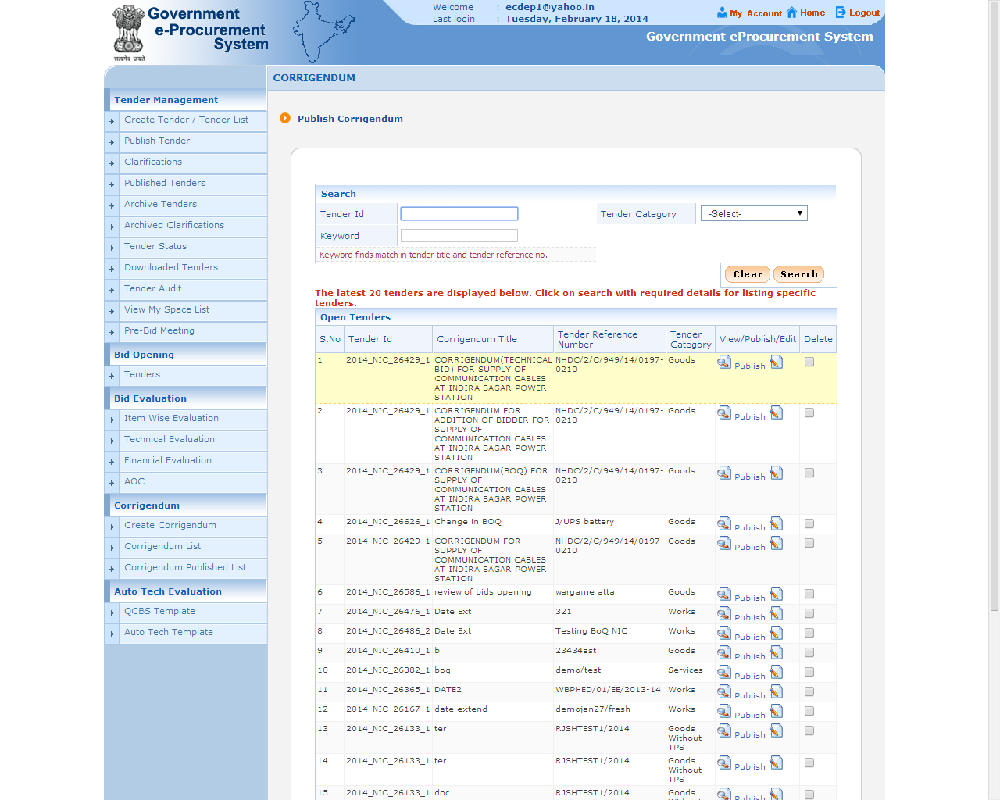 Government
e-Procurement
System
सत्यमेव जयते
Welcome : ecdep1@yahoo.in
Last login : Tuesday, February 18, 2014
My Account Home Logout
Government eProcurement System
CORRIGENDUM
Tender Management
Create Tender / Tender List
Publish Tender
Clarifications
Published Tenders
Archive Tenders
Archived Clarifications
Tender Status
Downloaded Tenders
Tender Audit
View My Space List
Pre-Bid Meeting
Bid Opening
Tenders
Bid Evaluation
Item Wise Evaluation
Technical Evaluation
Financial Evaluation
AOC
Corrigendum
Create Corrigendum
Corrigendum List
Corrigendum Published List
Auto Tech Evaluation
QCBS Template
Auto Tech Template
Publish Corrigendum
Search
Tender Id Tender Category -Select-
Keyword
Keyword finds match in tender title and tender reference no.
Clear Search
The latest 20 tenders are displayed below. Click on search with required details for listing specific
tenders.
Open Tenders
S.No Tender Id Corrigendum Title Tender Reference Number Tender Category View/Publish/Edit Delete
1 2014_NIC_26429_1 CORRIGENDUM(TECHNICAL NHDC/2/C/949/14/0197- Goods Publish
BID) FOR SUPPLY OF 0210
COMMUNICATION CABLES
AT INDIRA SAGAR POWER
STATION
2 2014_NIC_26429_1 CORRIGENDUM FOR NHDC/2/C/949/14/0197- Goods Publish
ADDITION OF BIDDER FOR 0210
SUPPLY OF
COMMUNICATION CABLES
AT INDIRA SAGAR POWER
STATION
3 2014_NIC_26429_1 CORRIGENDUM(BOQ) FOR NHDC/2/C/949/14/0197- Goods Publish
SUPPLY OF 0210
COMMUNICATION CABLES
AT INDIRA SAGAR POWER
STATION
4 2014_NIC_26626_1 Change in BOQ J/UPS battery Goods Publish
5 2014_NIC_26429_1 CORRIGENDUM FOR NHDC/2/C/949/14/0197- Goods Publish
SUPPLY OF 0210
COMMUNICATION CABLES
AT INDIRA SAGAR POWER
STATION
6 2014_NIC_26586_1 review of bids opening wargame atta Goods Publish
7 2014_NIC_26476_1 Date Ext 321 Works Publish
8 2014_NIC_26486_2 Date Ext Testing BoQ NIC Works Publish
9 2014_NIC_26410_1 b 23434ast Goods Publish
10 2014_NIC_26382_1 boq demo/test Services Publish
11 2014_NIC_26365_1 DATE2 WBPHED/01/EE/2013-14 Works Publish
12 2014_NIC_26167_1 date extend demojan27/fresh Works Publish
13 2014_NIC_26133_1 ter RJSHTEST1/2014 Goods Publish
Without
TPS
14 2014_NIC_26133_1 ter RJSHTEST1/2014 Goods Publish
Without
TPS
15 2014_NIC_26133_1 doc RJSHTEST1/2014 Goods Publish
Without